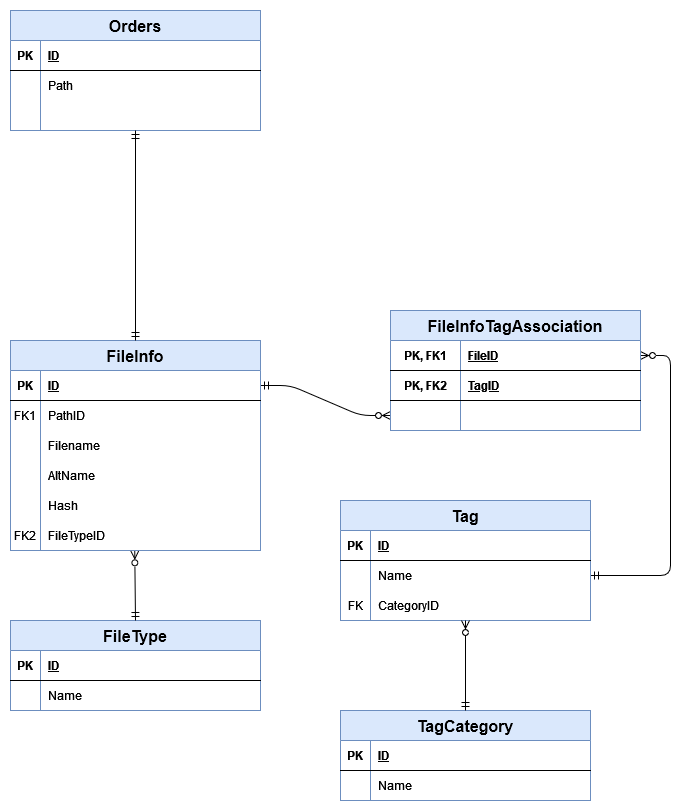 Orders
PK ID
Path
FileInfo
PK ID
FK1 PathID
Filename
AltName
Hash
FK2 FileTypeID
FileInfoTagAssociation
PK, FK1 FileID
PK, FK2 TagID
Tag
PK ID
Name
FK CategoryID
FileType
PK ID
Name
TagCategory
PK ID
Name